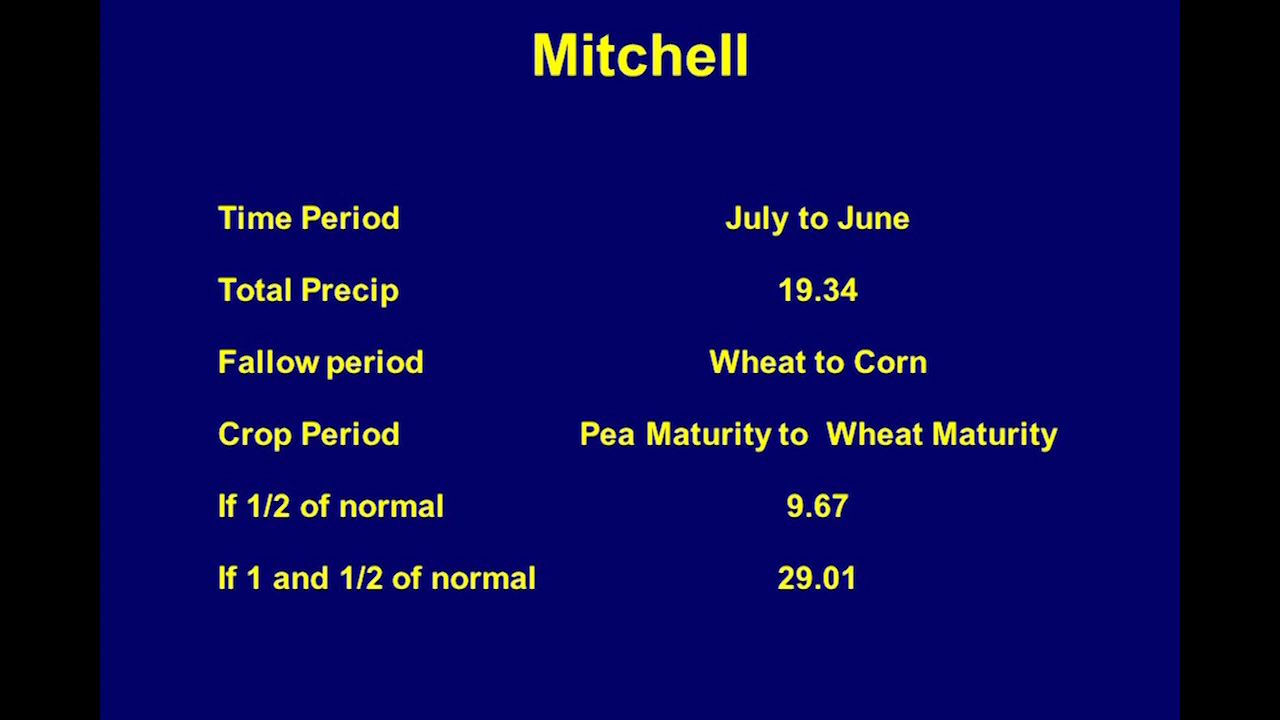 Mitchell
Time Period July to June
Total Precip 19.34
Fallow period Wheat to Corn
Crop Period Pea Maturity to Wheat Maturity
If 1/2 of normal 9.67
If 1 and 1/2 of normal 29.01